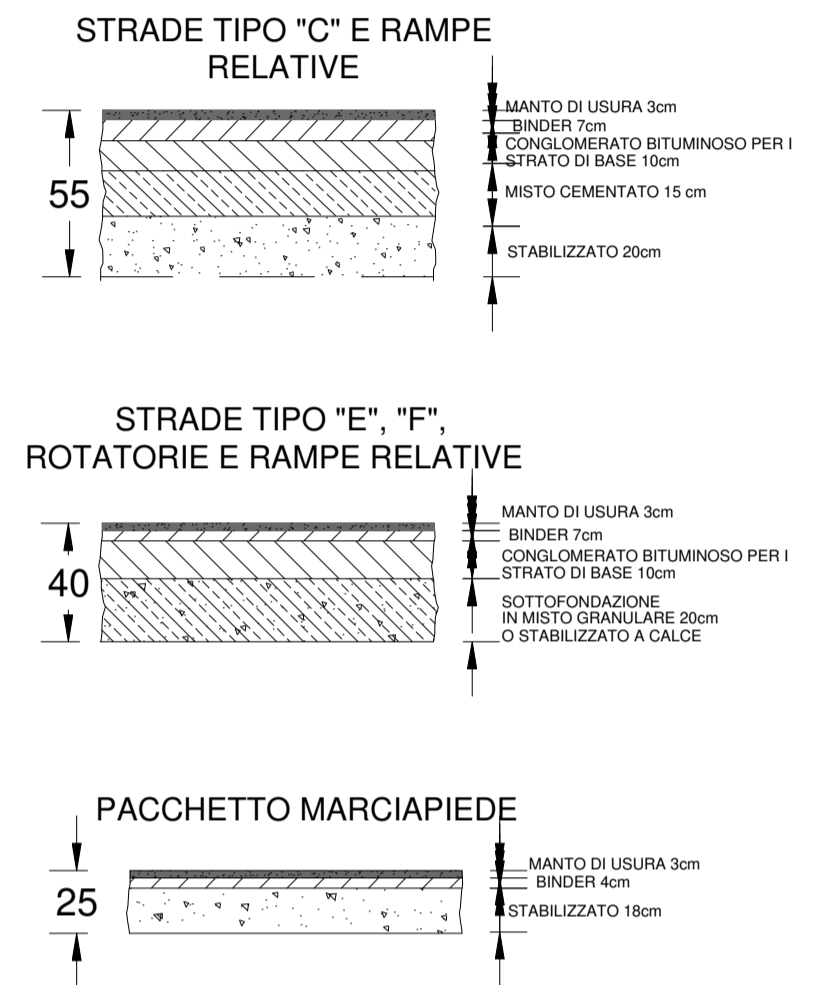 STRADE TIPO "C" E RAMPE
RELATIVE
55
MANTO DI USURA 3cm
BINDER 7cm
CONGLOMERATO BITUMINOSO PER I
STRATO DI BASE 10cm
MISTO CEMENTATO 15 cm
STABILIZZATO 20cm
STRADE TIPO "E", "F",
ROTATORIE E RAMPE RELATIVE
40
MANTO DI USURA 3cm
BINDER 7cm
CONGLOMERATO BITUMINOSO PER I
STRATO DI BASE 10cm
SOTTOFONDAZIONE
IN MISTO GRANULARE 20cm
O STABILIZZATO A CALCE
PACCHETTO MARCIAPIEDE
25
MANTO DI USURA 3cm
BINDER 4cm
STABILIZZATO 18cm